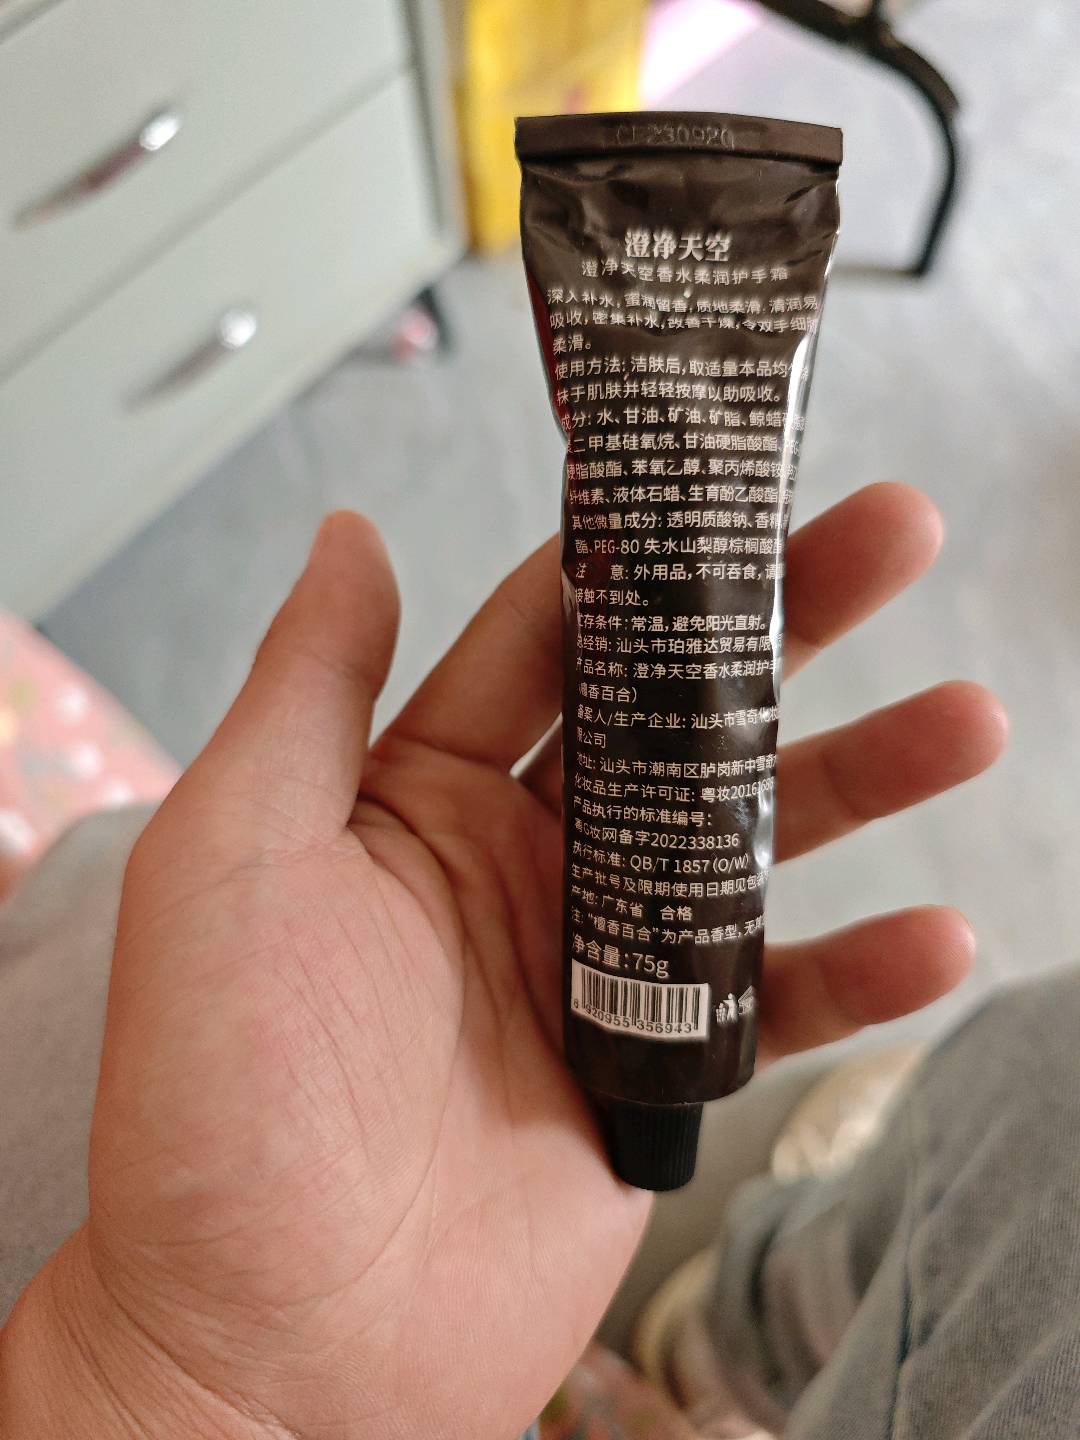 230920
澄净天空
澄净天空香水柔润护手霜
深入补水,蜜润留香,质地柔滑.清润易
吸收,密集补水,改善干燥,令双手细腻
柔滑。
使用方法:洁肤后,取适量本品均匀
抹于肌肤并轻轻按摩以助吸收。
成分:水、甘油、矿油、矿脂、鲸蜡
二甲基硅氧烷、甘油硬脂酸酯、
硬脂酸酯、苯氧乙醇、聚丙烯酸
纤维素、液体石蜡、生育酚乙酸酯
其他微量成分:透明质酸钠、香精
酯、PEG-80 失水山梨醇棕榈酸酯
注 意:外用品,不可吞食,请
接触不到处。
贮存条件:常温,避免阳光直射。
总经销:汕头市珀雅达贸易有限
产品名称:澄净天空香水柔润护手
(檀香百合)
备案人/生产企业:汕头市雪奇化妆
限公司
地址:汕头市潮南区胪岗新中
化妆品生产许可证:粤妆2016
产品执行的标准编号:
粤G妆网备字2022338136
执行标准:QB/T 1857(O/W)
生产批号及限期使用日期见包装
产地:广东省 合格
注:“檀香百合”为产品香型,无
净含量:75g
6 920955 356943